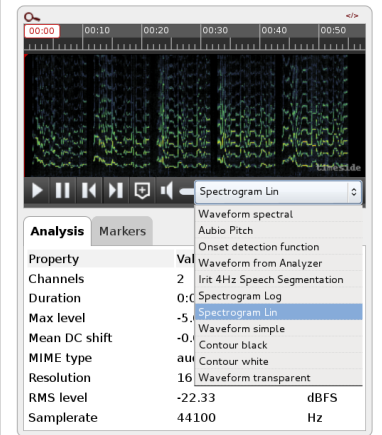 </>
00:00 00:10 00:20 00:30 00:40 00:50
timeside
Spectrogram Lin
Waveform spectral
Aubio Pitch
Onset detection function
Waveform from Analyzer
Irit 4Hz Speech Segmentation
Spectrogram Log
Spectrogram Lin
Waveform simple
Contour black
Contour white
Waveform transparent
Analysis Markers
Property
Channels 2
Duration
Max level
Mean DC shift
MIME type
Resolution 16
RMS level -22.33 dBFS
Samplerate 44100 Hz